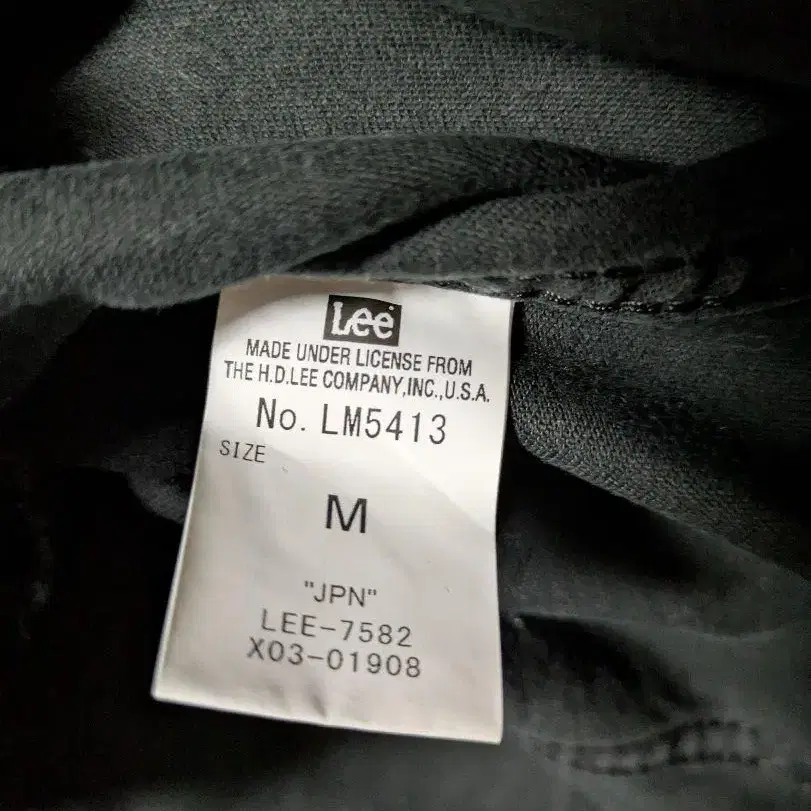 Lee
MADE UNDER LICENSE FROM
THE H.D.LEE COMPANY,INC.,U.S.A.
No. LM5413
SIZE
M
"JPN"
LEE-7582
X03-01908